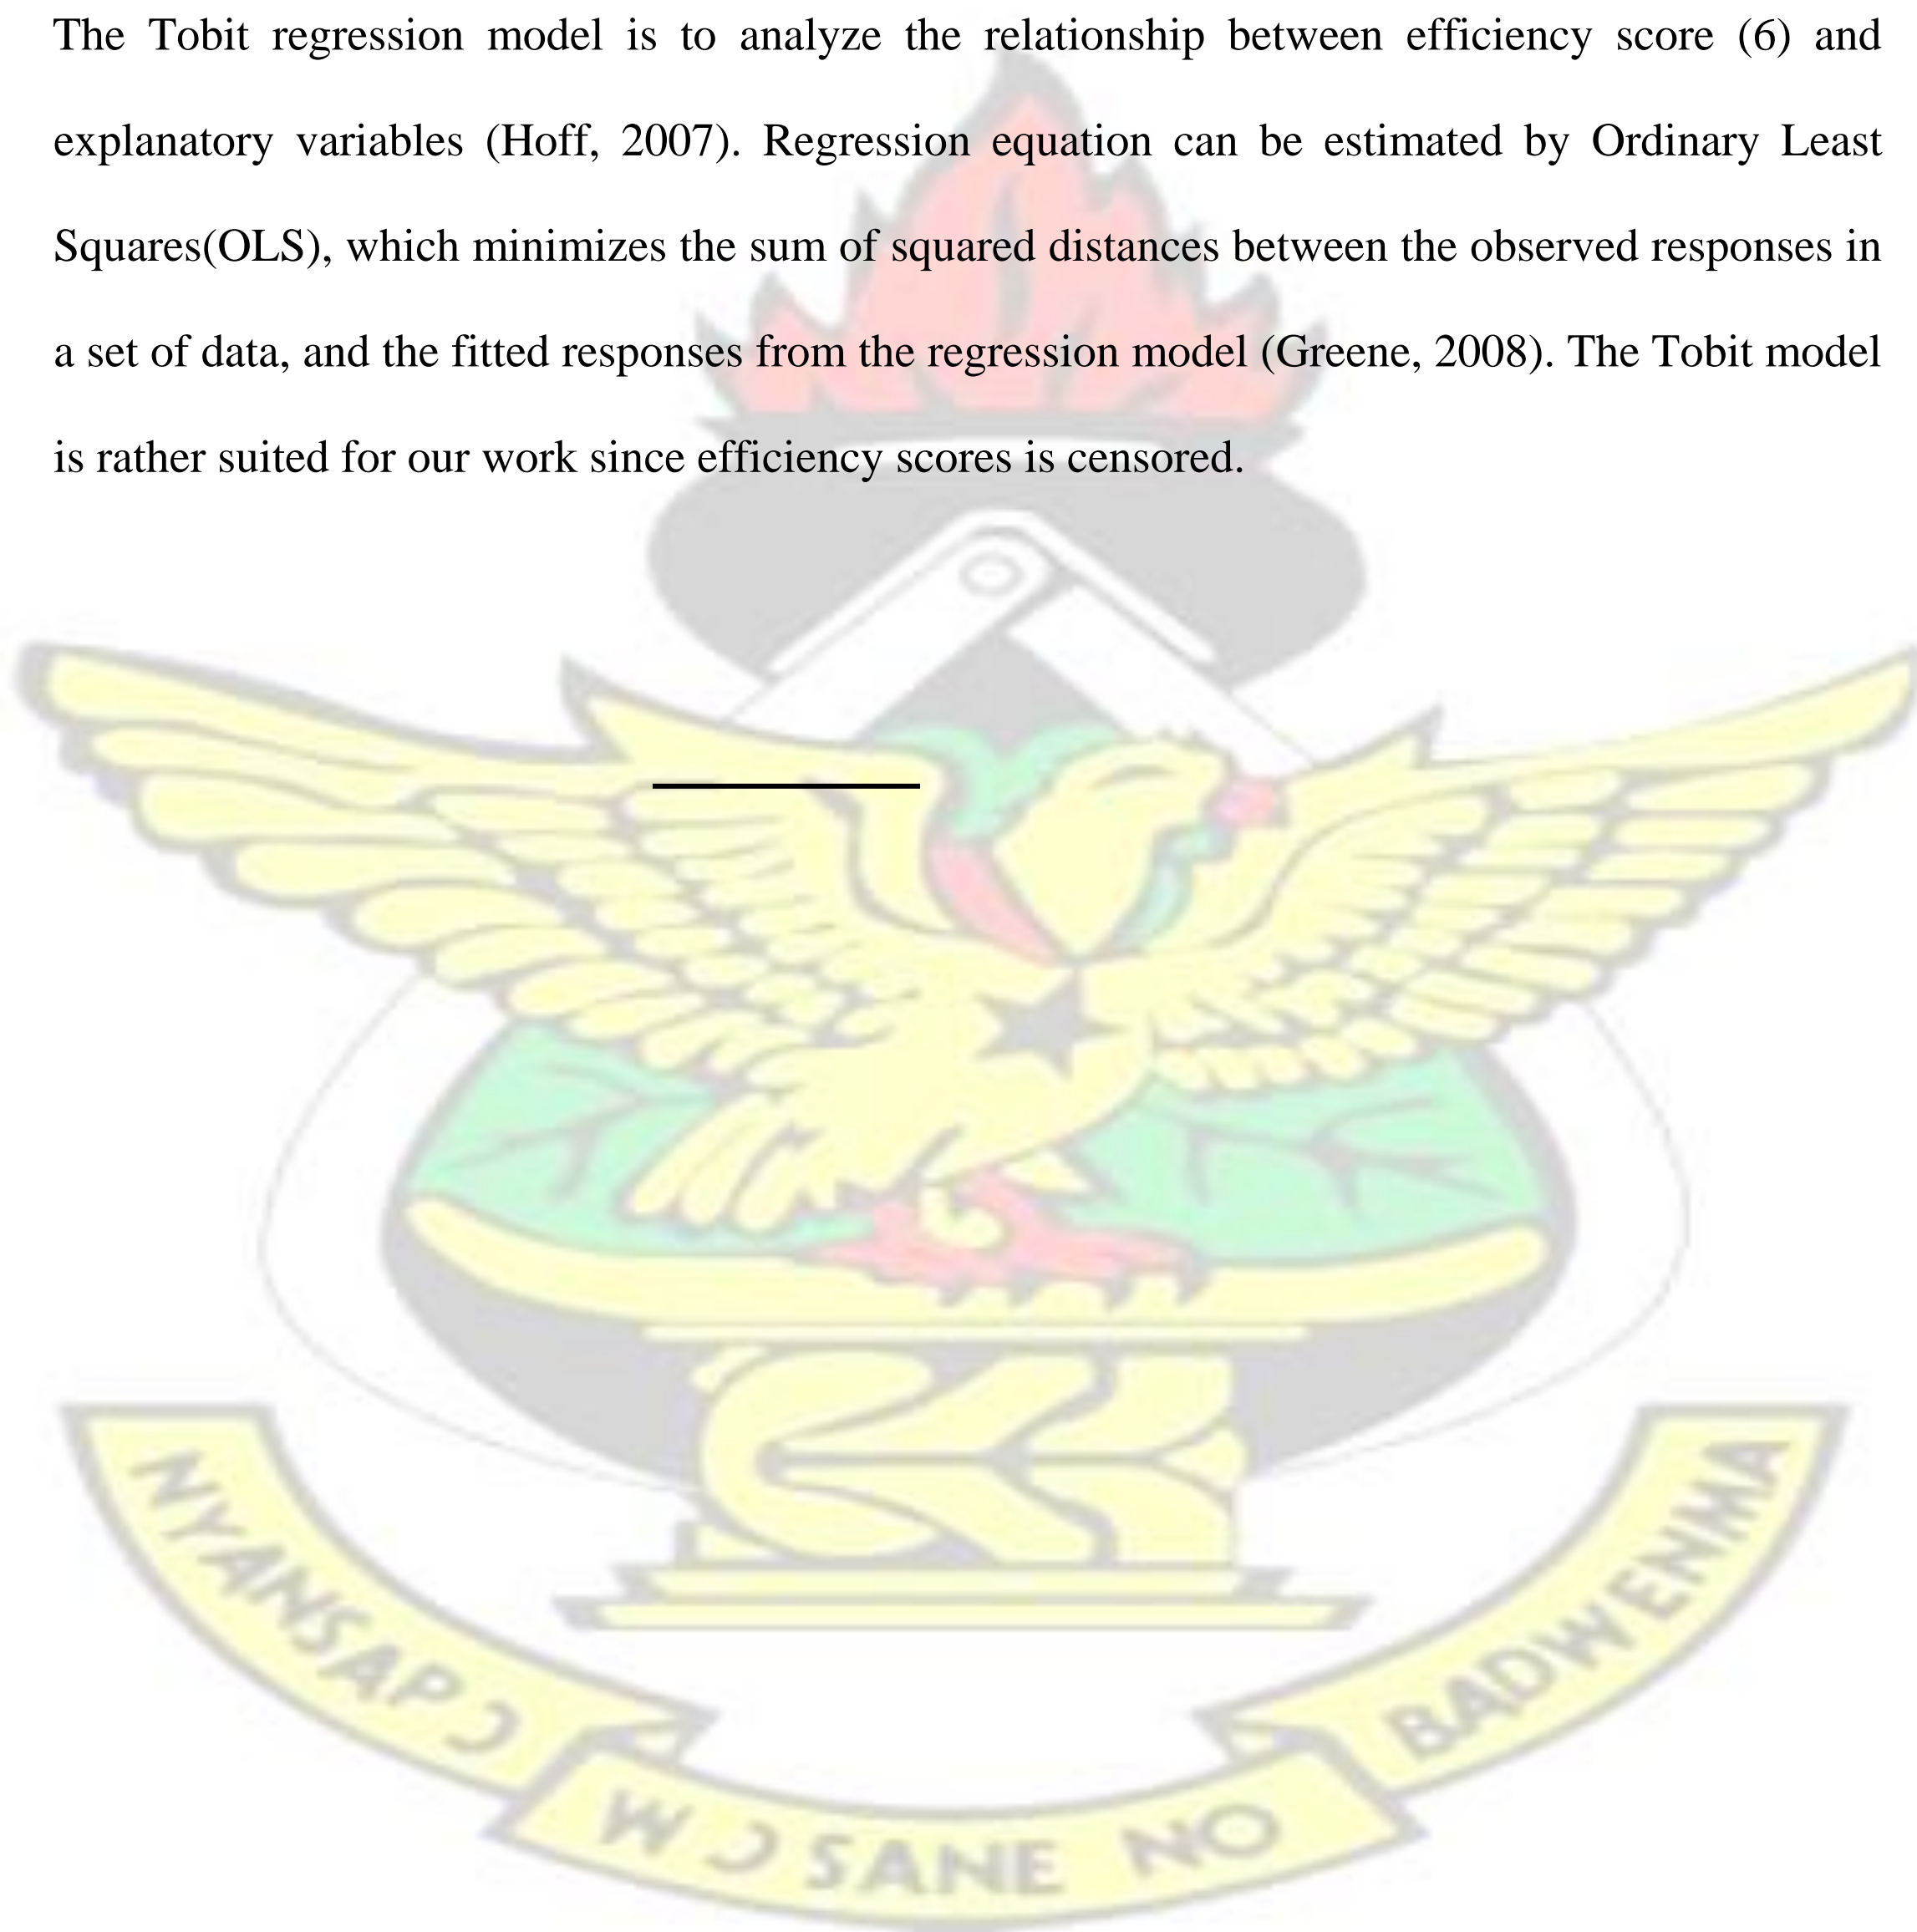 The Tobit regression model is to analyze the relationship between efficiency score (6) and
explanatory variables (Hoff, 2007). Regression equation can be estimated by Ordinary Least
Squares(OLS), which minimizes the sum of squared distances between the observed responses in
a set of data, and the fitted responses from the regression model (Greene, 2008). The Tobit model
is rather suited for our work since efficiency scores is censored.
NYANSAPƆ
WƆ SANE NO
BADWENMA